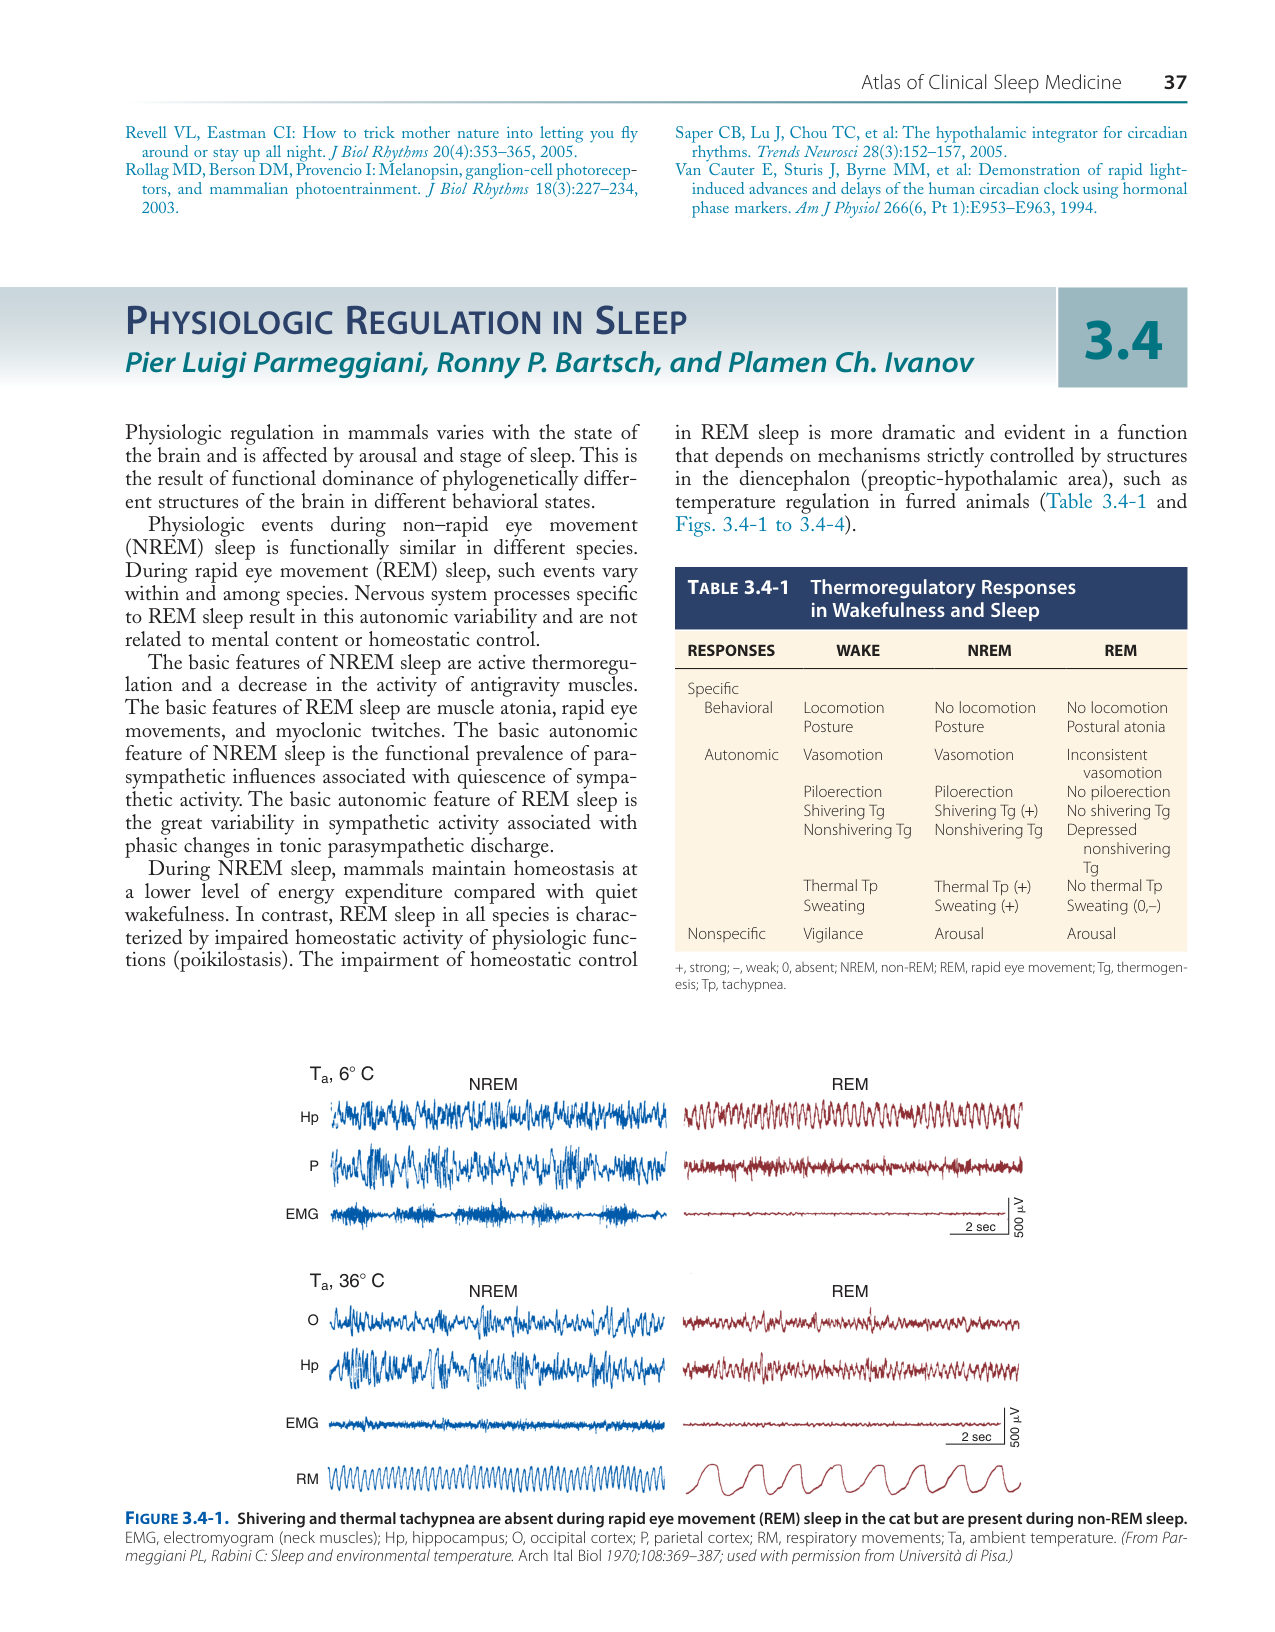 Atlas of Clinical Sleep Medicine 37
Revell VL, Eastman CI: How to trick mother nature into letting you fly
around or stay up all night. J Biol Rhythms 20(4):353–365, 2005.
Rollag MD, Berson DM, Provencio I: Melanopsin, ganglion-cell photorecep-
tors, and mammalian photoentrainment. J Biol Rhythms 18(3):227–234,
2003.
Saper CB, Lu J, Chou TC, et al: The hypothalamic integrator for circadian
rhythms. Trends Neurosci 28(3):152–157, 2005.
Van Cauter E, Sturis J, Byrne MM, et al: Demonstration of rapid light-
induced advances and delays of the human circadian clock using hormonal
phase markers. Am J Physiol 266(6, Pt 1):E953–E963, 1994.
PHYSIOLOGIC REGULATION IN SLEEP
Pier Luigi Parmeggiani, Ronny P. Bartsch, and Plamen Ch. Ivanov
3.4
Physiologic regulation in mammals varies with the state of
the brain and is affected by arousal and stage of sleep. This is
the result of functional dominance of phylogenetically differ-
ent structures of the brain in different behavioral states.
Physiologic events during non–rapid eye movement
(NREM) sleep is functionally similar in different species.
During rapid eye movement (REM) sleep, such events vary
within and among species. Nervous system processes specific
to REM sleep result in this autonomic variability and are not
related to mental content or homeostatic control.
The basic features of NREM sleep are active thermoregu-
lation and a decrease in the activity of antigravity muscles.
The basic features of REM sleep are muscle atonia, rapid eye
movements, and myoclonic twitches. The basic autonomic
feature of NREM sleep is the functional prevalence of para-
sympathetic influences associated with quiescence of sympa-
thetic activity. The basic autonomic feature of REM sleep is
the great variability in sympathetic activity associated with
phasic changes in tonic parasympathetic discharge.
During NREM sleep, mammals maintain homeostasis at
a lower level of energy expenditure compared with quiet
wakefulness. In contrast, REM sleep in all species is charac-
terized by impaired homeostatic activity of physiologic func-
tions (poikilostasis). The impairment of homeostatic control
in REM sleep is more dramatic and evident in a function
that depends on mechanisms strictly controlled by structures
in the diencephalon (preoptic-hypothalamic area), such as
temperature regulation in furred animals (Table 3.4-1 and
Figs. 3.4-1 to 3.4-4).
TABLE 3.4-1 Thermoregulatory Responses
in Wakefulness and Sleep
RESPONSES WAKE NREM REM
Specific
Behavioral Locomotion No locomotion No locomotion
Posture Posture Postural atonia
Autonomic Vasomotion Vasomotion Inconsistent
vasomotion
Piloerection Piloerection No piloerection
Shivering Tg Shivering Tg (+) No shivering Tg
Nonshivering Tg Nonshivering Tg Depressed
nonshivering
Tg
Thermal Tp Thermal Tp (+) No thermal Tp
Sweating Sweating (+) Sweating (0,–)
Nonspecific Vigilance Arousal Arousal
+, strong; –, weak; 0, absent; NREM, non-REM; REM, rapid eye movement; Tg, thermogen-
esis; Tp, tachypnea.
Ta, 6° C
NREM REM
Hp
P
EMG
2 sec
500 µV
Ta, 36° C
NREM REM
O
Hp
EMG
2 sec
500 µV
RM
FIGURE 3.4-1. Shivering and thermal tachypnea are absent during rapid eye movement (REM) sleep in the cat but are present during non-REM sleep.
EMG, electromyogram (neck muscles); Hp, hippocampus; O, occipital cortex; P, parietal cortex; RM, respiratory movements; Ta, ambient temperature. (From Par-
meggiani PL, Rabini C: Sleep and environmental temperature. Arch Ital Biol 1970;108:369–387; used with permission from Università di Pisa.)